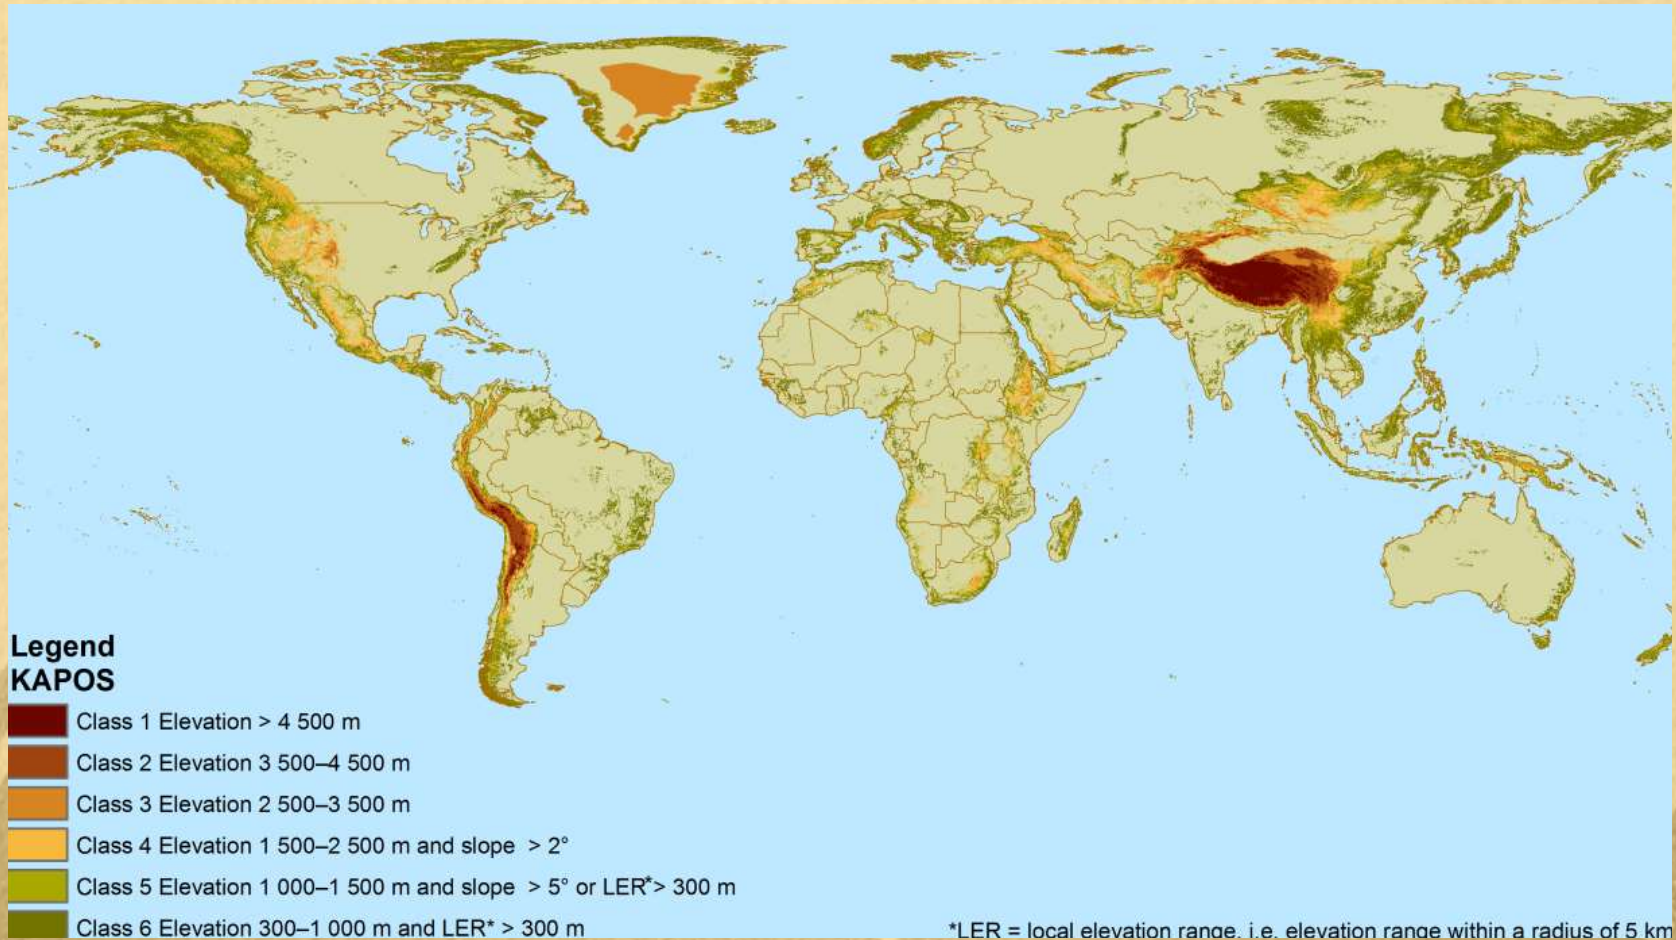 Legend
KAPOS
Class 1 Elevation > 4 500 m
Class 2 Elevation 3 500–4 500 m
Class 3 Elevation 2 500–3 500 m
Class 4 Elevation 1 500–2 500 m and slope > 2°
Class 5 Elevation 1 000–1 500 m and slope > 5° or LER*> 300 m
Class 6 Elevation 300–1 000 m and LER* > 300 m
*LER = local elevation range, i.e. elevation range within a radius of 5 km